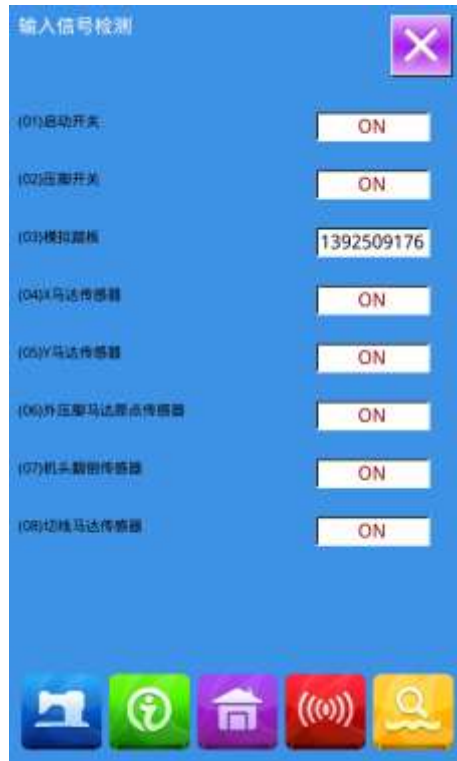 输入信号检测
(01)启动开关
ON
(02)压脚开关
ON
(03)模拟踏板
1392509176
(04)X马达传感器
ON
(05)Y马达传感器
ON
(06)外压脚马达原点传感器
ON
(07)机头翻倒传感器
ON
(08)切线马达传感器
ON